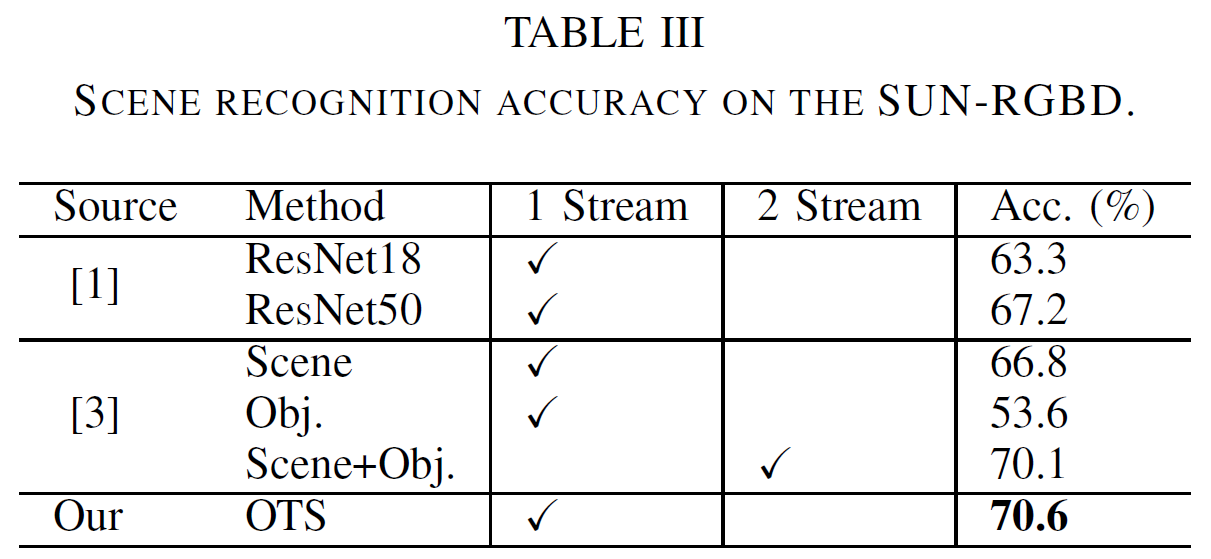 TABLE III
SCENE RECOGNITION ACCURACY ON THE SUN-RGBD.
Source Method 1 Stream 2 Stream Acc. (%)
[1] ResNet18 ✓ 63.3
ResNet50 ✓ 67.2
[3] Scene ✓ 66.8
Obj. ✓ 53.6
Scene+Obj. ✓ 70.1
Our OTS ✓ 70.6